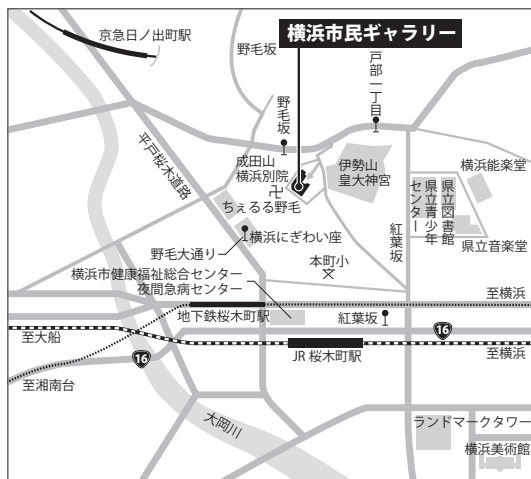 京急日ノ出町駅
野毛坂
横浜市民ギャラリー
戸部一丁目
野毛坂
平戸桜木道路
成田山
横浜別院
伊勢山
皇大神宮
横浜能楽堂
ちぇるる野毛
紅葉坂
県立青少年
センター
県立図書館
県立音楽堂
野毛大通り
横浜にぎわい座
本町小
横浜市健康福祉総合センター
夜間急病センター
至横浜
地下鉄桜木町駅
紅葉坂
16
至大船
16
JR 桜木町駅
至横浜
至湘南台
大岡川
ランドマークタワー
横浜美術館